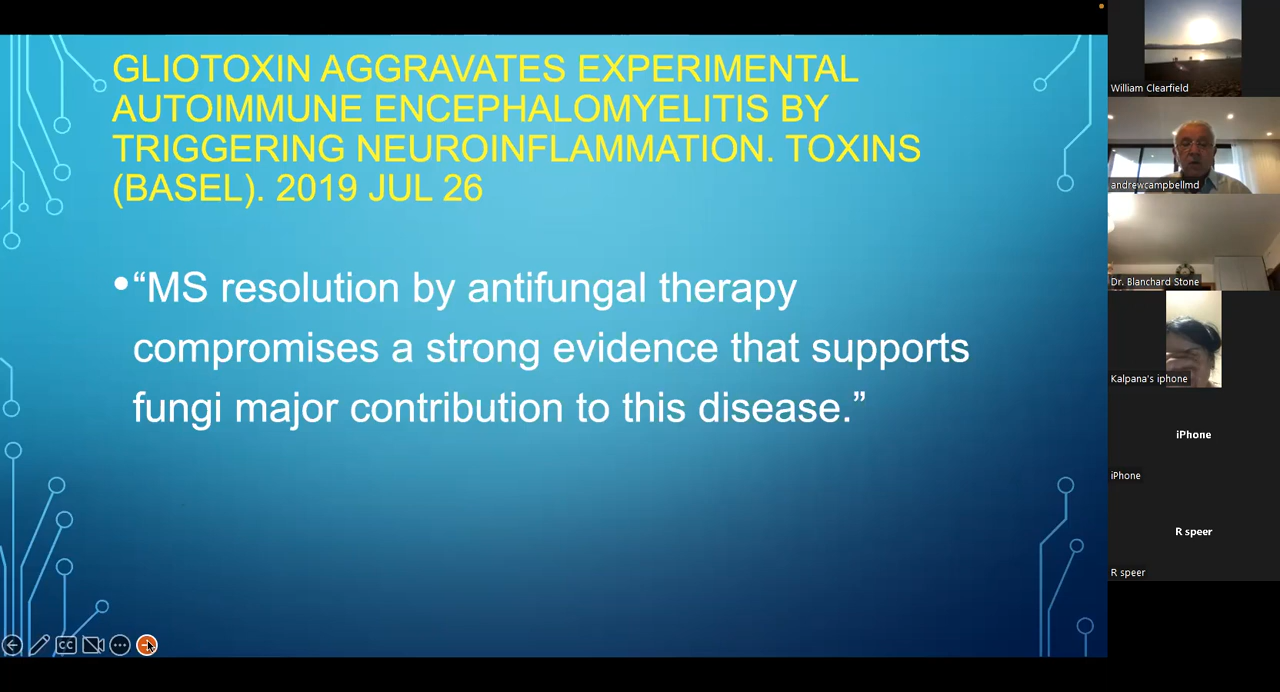 GLIOTOXIN AGGRAVATES EXPERIMENTAL
AUTOIMMUNE ENCEPHALOMYELITIS BY
TRIGGERING NEUROINFLAMMATION. TOXINS
(BASEL). 2019 JUL 26
•“MS resolution by antifungal therapy
compromises a strong evidence that supports
fungi major contribution to this disease.”
CC
William Clearfield
andrewcampbellmd
Dr. Blanchard Stone
Kalpana's iphone
iPhone
iPhone
R speer
R speer